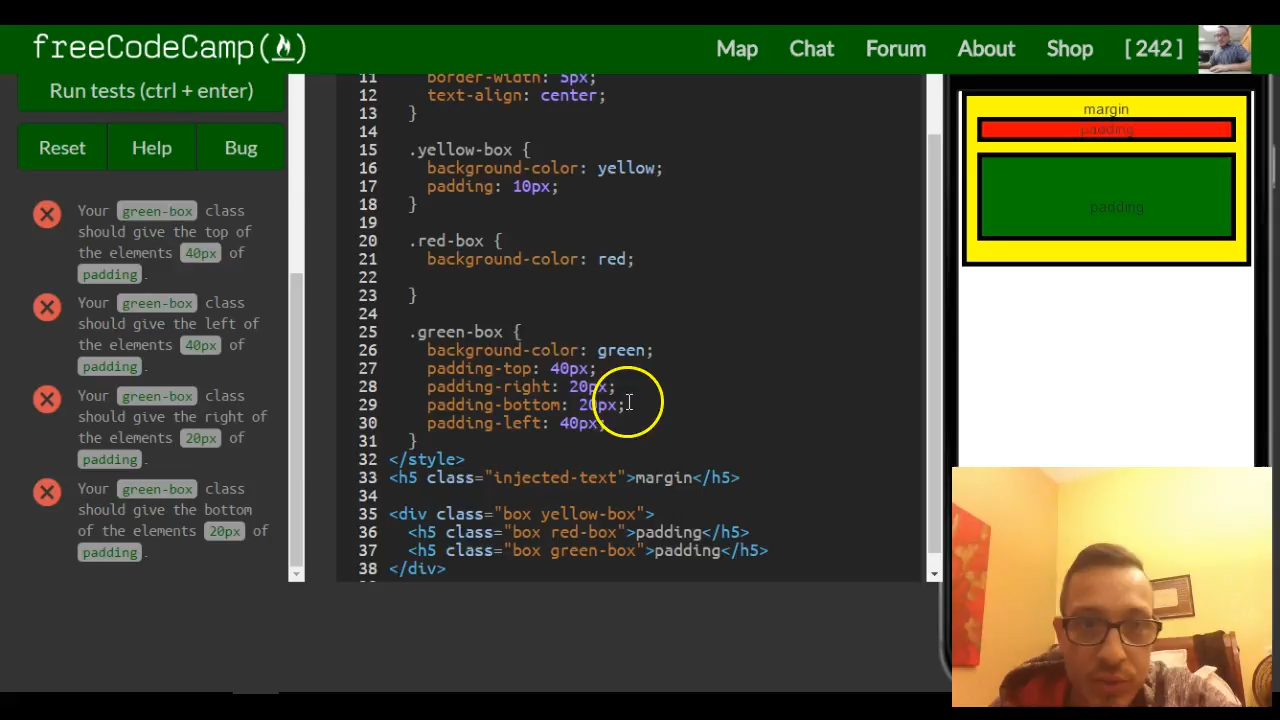 freeCodeCamp
Map
Chat
Forum
About
Shop
[ 242 ]
Run tests (ctrl + enter)
Reset
Help
Bug
Your green-box class
should give the top of
the elements 40px of
padding.
Your green-box class
should give the left of
the elements 40px of
padding.
Your green-box class
should give the right of
the elements 20px of
padding.
Your green-box class
should give the bottom
of the elements 20px of
padding.
11 border-width: 5px;
12 text-align: center;
13 }
14
15 .yellow-box {
16 background-color: yellow;
17 padding: 10px;
18 }
19
20 .red-box {
21 background-color: red;
22
23 }
24
25 .green-box {
26 background-color: green;
27 padding-top: 40px;
28 padding-right: 20px;
29 padding-bottom: 20px;
30 padding-left: 40px;
31 }
32 </style>
33 <h5 class="injected-text">margin</h5>
34
35 <div class="box yellow-box">
36 <h5 class="box red-box">padding</h5>
37 <h5 class="box green-box">padding</h5>
38 </div>
margin
padding
padding